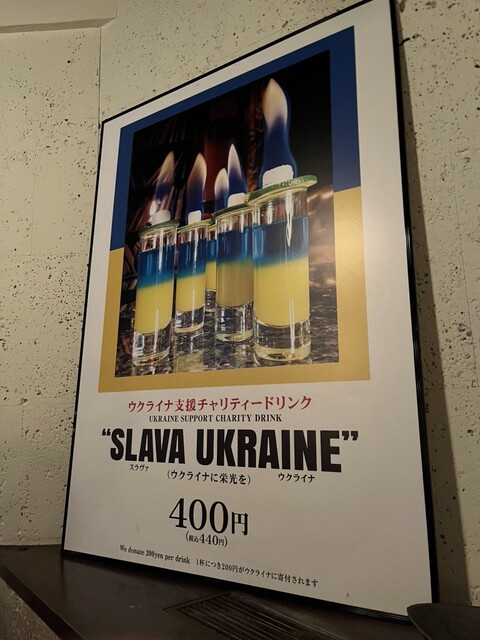 ウクライナ支援チャリティードリンク
UKRAINE SUPPORT CHARITY DRINK
“SLAVA UKRAINE”
スラヴァ (ウクライナに栄光を) ウクライナ
400円
(税込440円)
We donate 200yen per drink 1杯につき200円がウクライナに寄付されます